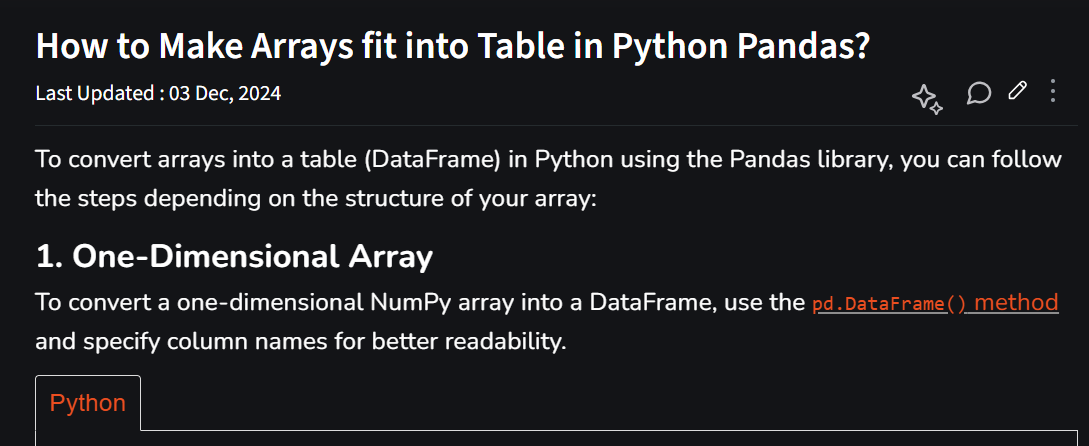 How to Make Arrays fit into Table in Python Pandas?
Last Updated : 03 Dec, 2024
To convert arrays into a table (DataFrame) in Python using the Pandas library, you can follow
the steps depending on the structure of your array:
1. One-Dimensional Array
To convert a one-dimensional NumPy array into a DataFrame, use the pd.DataFrame() method
and specify column names for better readability.
Python